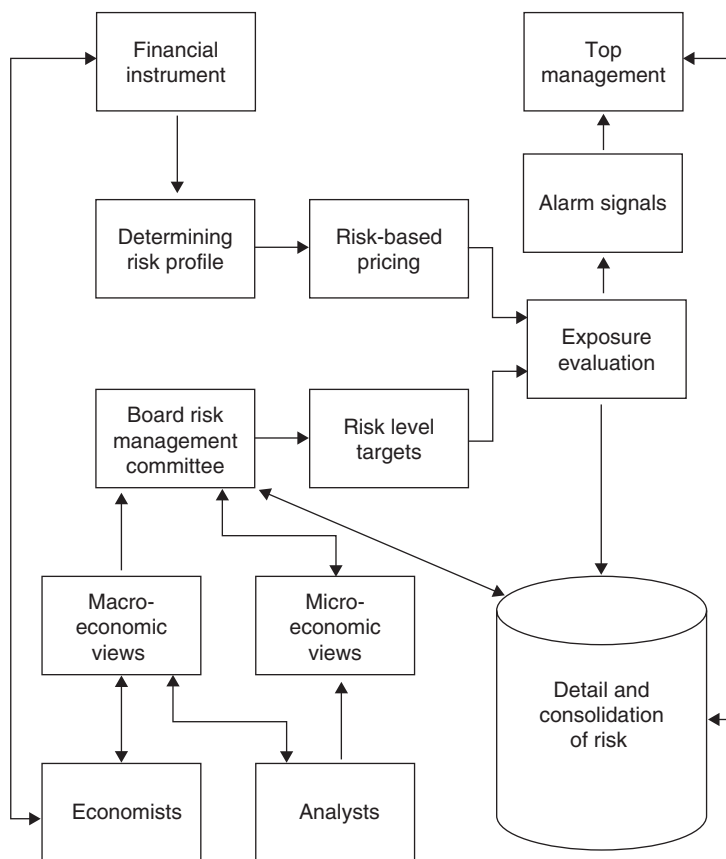 Financial
instrument
Top
management
Alarm signals
Determining
risk profile
Risk-based
pricing
Exposure
evaluation
Board risk
management
committee
Risk level
targets
Macro-
economic
views
Micro-
economic
views
Detail and
consolidation
of risk
Economists
Analysts